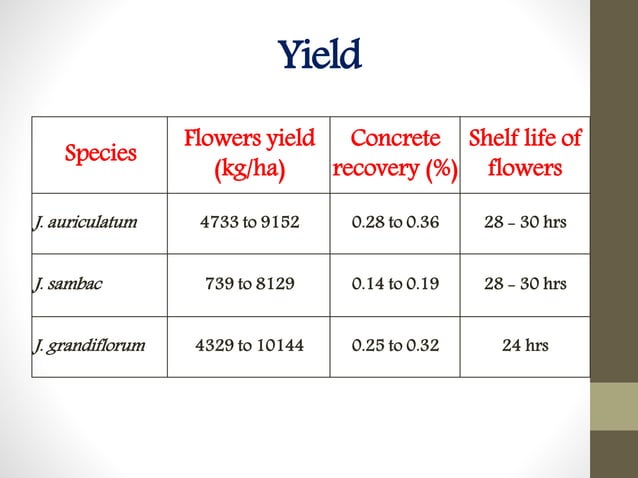 Yield
Species
Flowers yield
(kg/ha)
Concrete
recovery (%)
Shelf life of
flowers
J. auriculatum
4733 to 9152
0.28 to 0.36
28 - 30 hrs
J. sambac
739 to 8129
0.14 to 0.19
28 - 30 hrs
J. grandiflorum
4329 to 10144
0.25 to 0.32
24 hrs